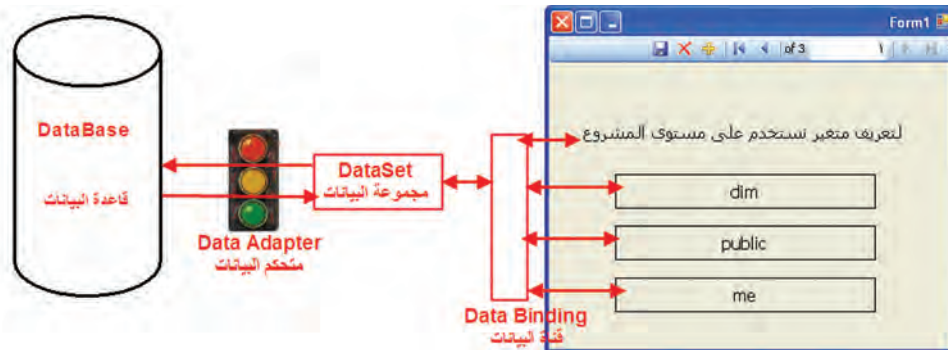 DataBase
قاعدة البيانات
Data Adapter
متحكم البيانات
DataSet
مجموعة البيانات
Data Binding
قناة البيانات
Form1
of 3
١
لتعريف متغير نستخدم على مستوى المشروع
dim
public
me